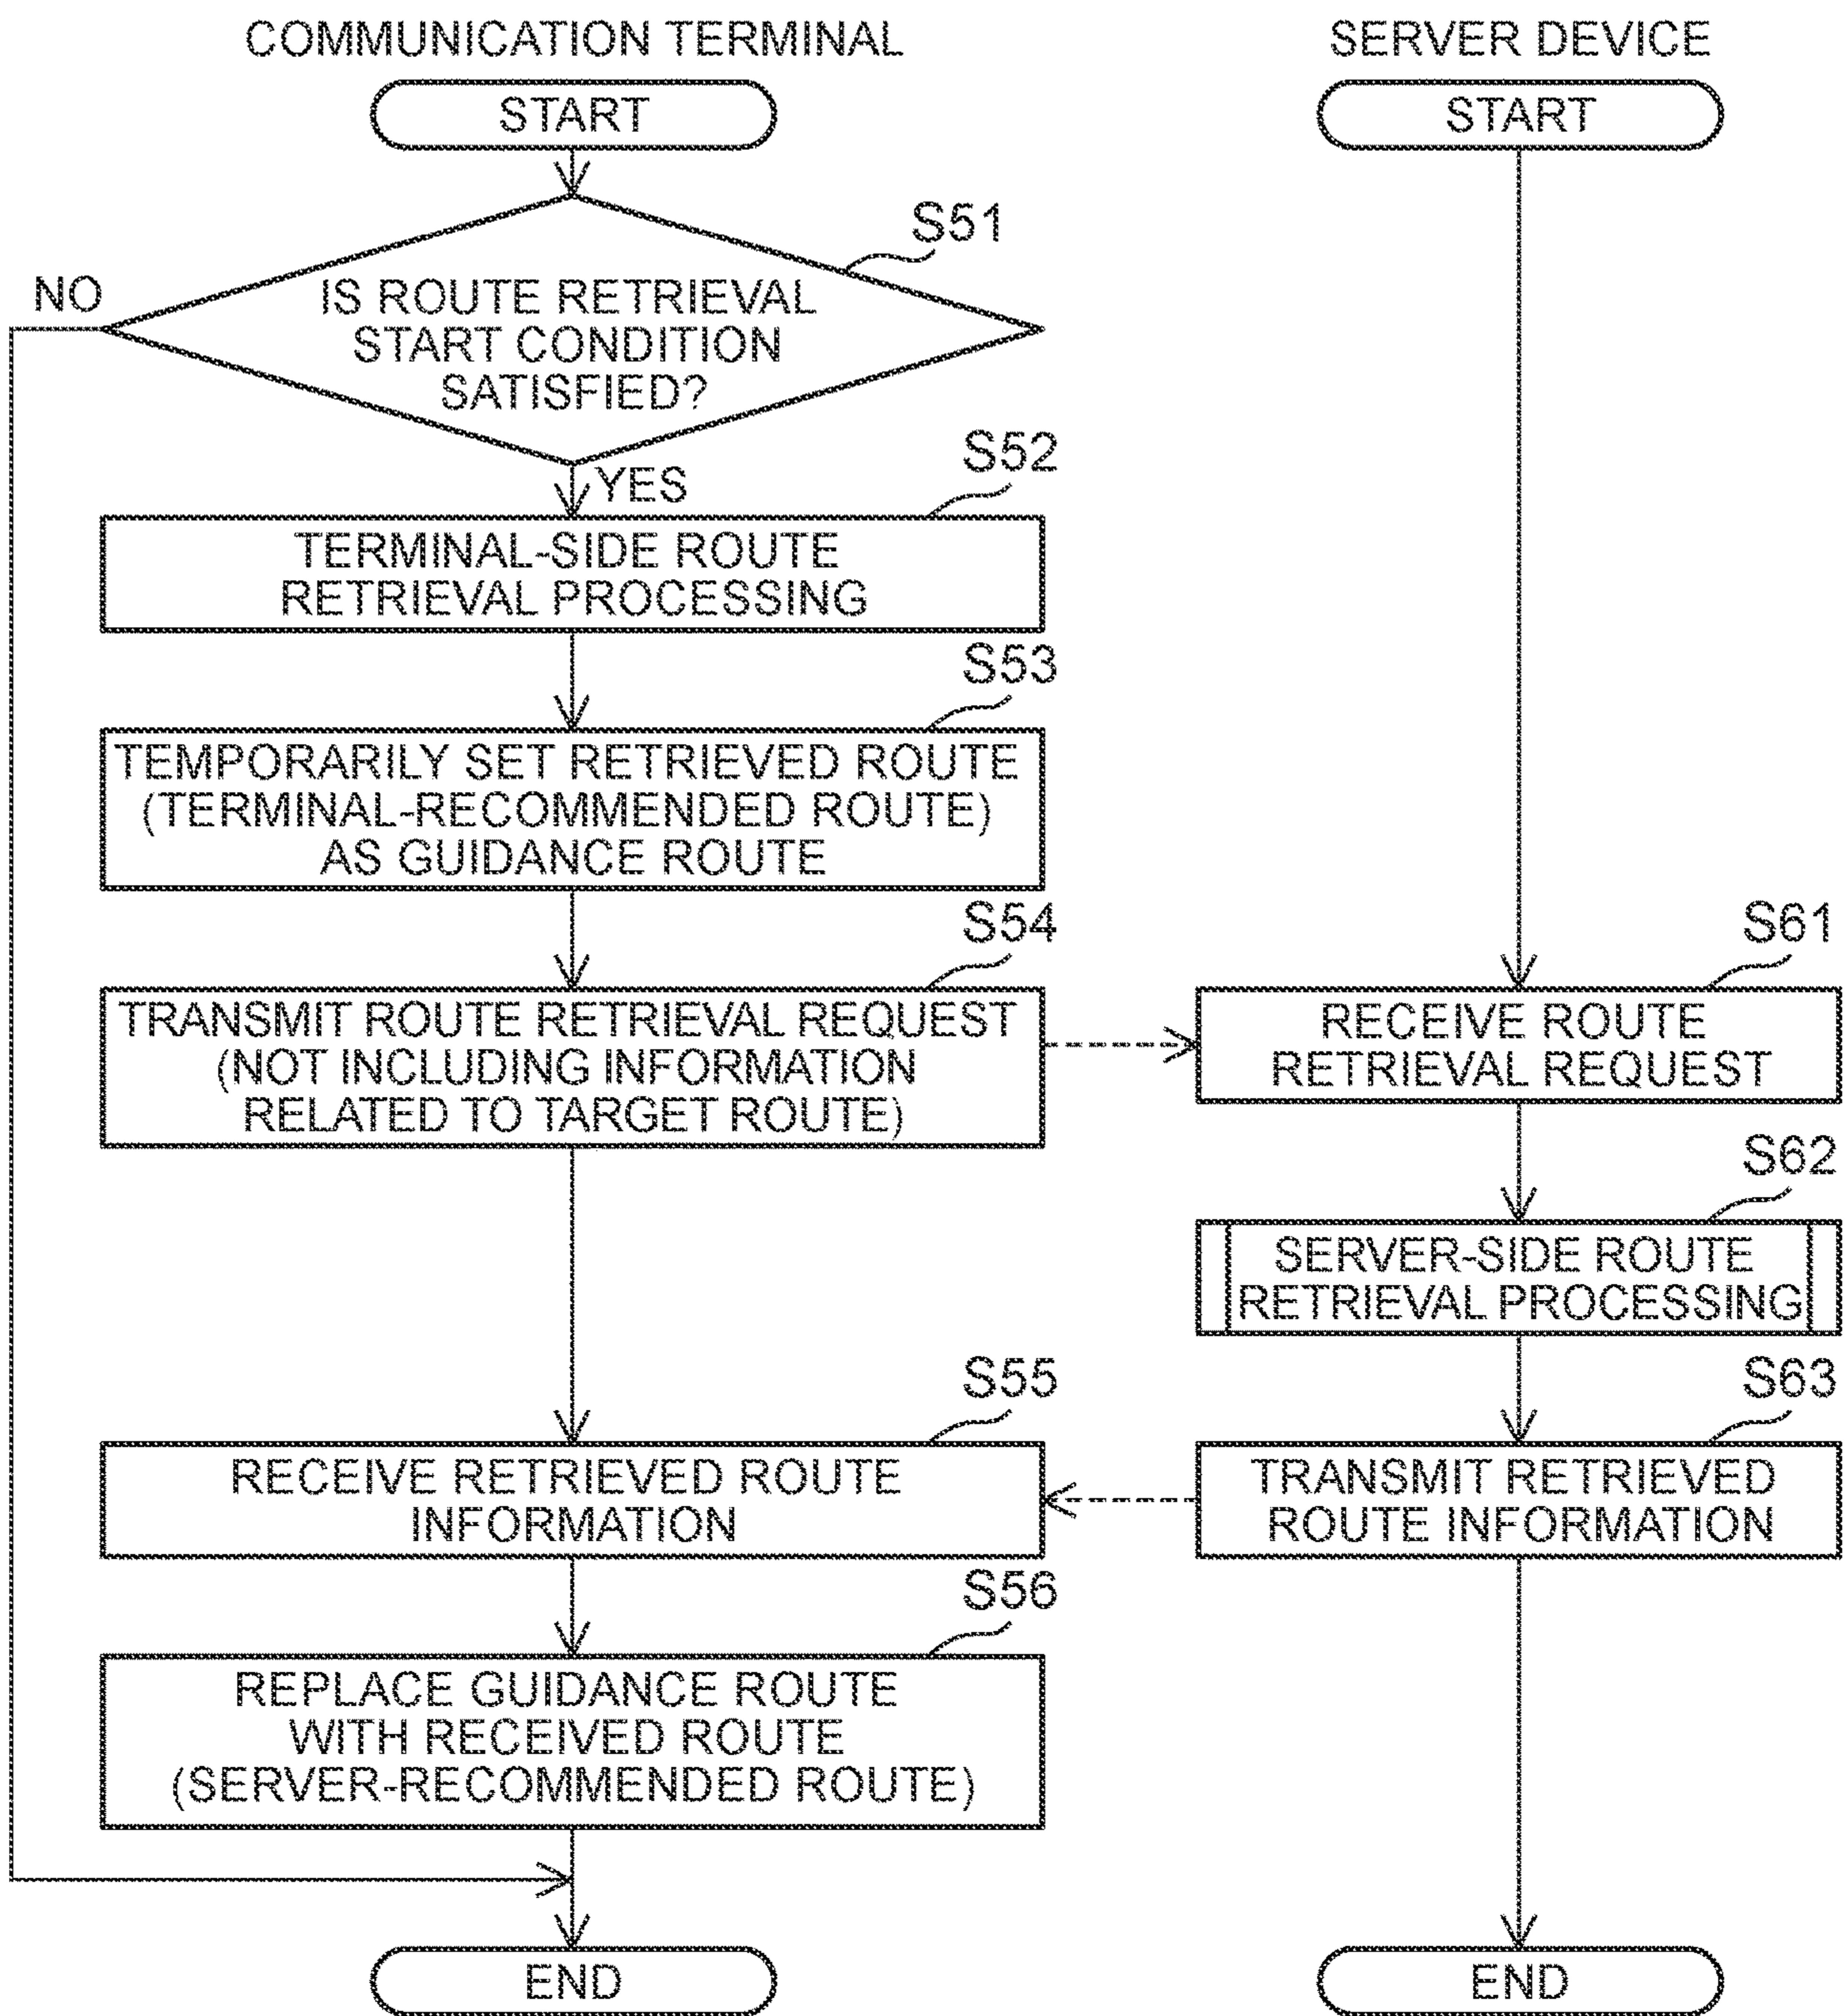 COMMUNICATION TERMINAL
START
S51
NO
IS ROUTE RETRIEVAL
START CONDITION
SATISFIED?
YES
S52
TERMINAL-SIDE ROUTE
RETRIEVAL PROCESSING
S53
TEMPORARILY SET RETRIEVED ROUTE
(TERMINAL-RECOMMENDED ROUTE)
AS GUIDANCE ROUTE
S54
TRANSMIT ROUTE RETRIEVAL REQUEST
(NOT INCLUDING INFORMATION
RELATED TO TARGET ROUTE)
S55
RECEIVE RETRIEVED ROUTE
INFORMATION
S56
REPLACE GUIDANCE ROUTE
WITH RECEIVED ROUTE
(SERVER-RECOMMENDED ROUTE)
END
SERVER DEVICE
START
S61
RECEIVE ROUTE
RETRIEVAL REQUEST
S62
SERVER-SIDE ROUTE
RETRIEVAL PROCESSING
S63
TRANSMIT RETRIEVED
ROUTE INFORMATION
END